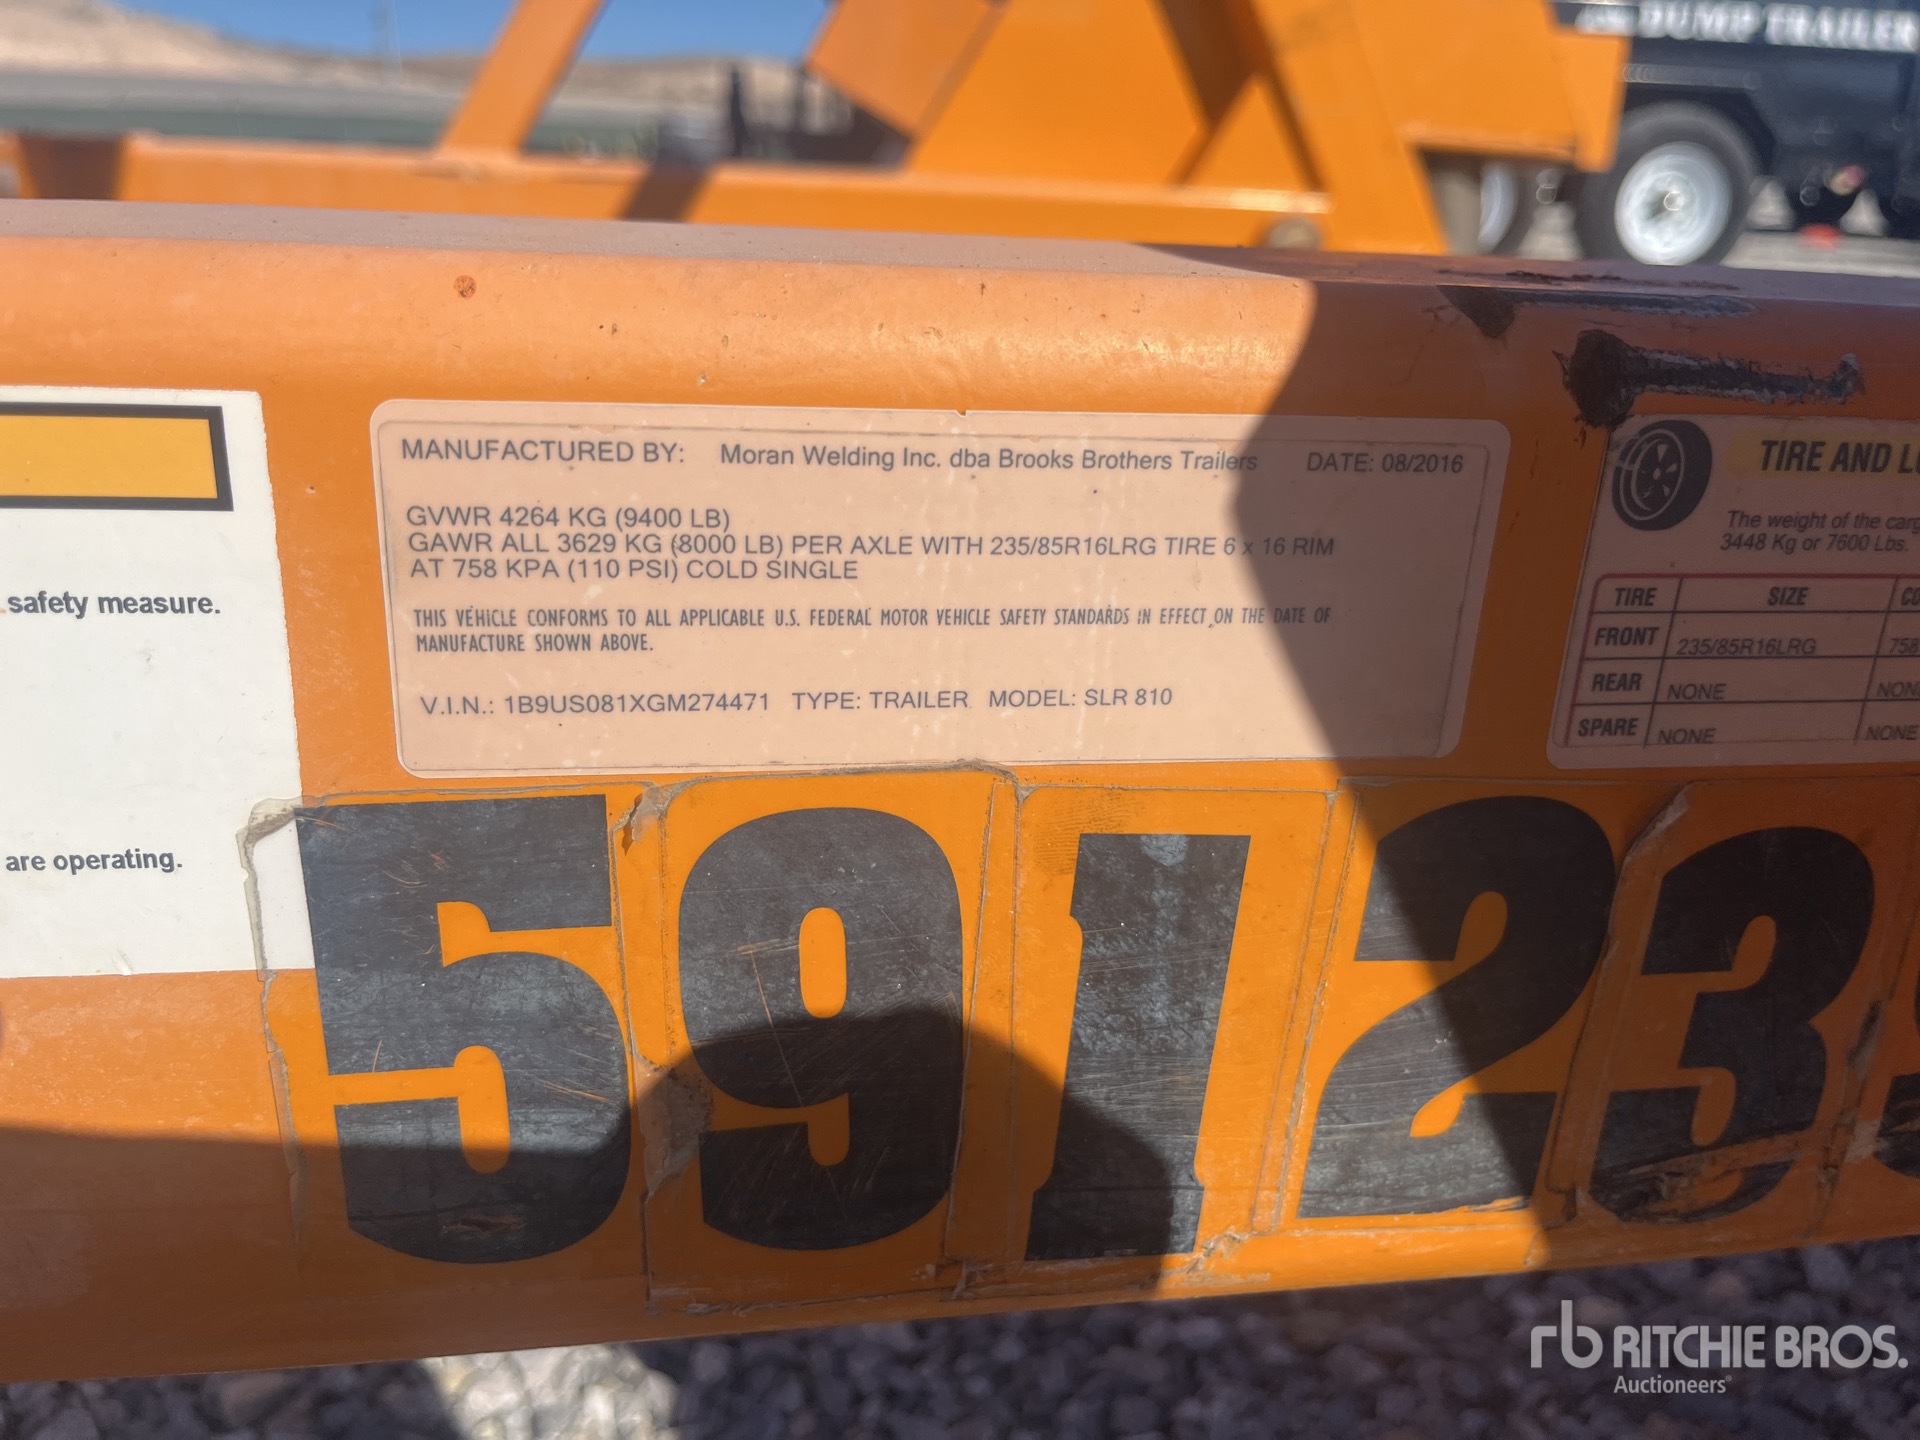 DUMP TRAILER
safety measure.
are operating.
MANUFACTURED BY: Moran Welding Inc. dba Brooks Brothers Trailers DATE: 08/2016
GVWR 4264 KG (9400 LB)
GAWR ALL 3629 KG (8000 LB) PER AXLE WITH 235/85R16LRG TIRE 6 x 16 RIM
AT 758 KPA (110 PSI) COLD SINGLE
THIS VEHICLE CONFORMS TO ALL APPLICABLE U.S. FEDERAL MOTOR VEHICLE SAFETY STANDARDS IN EFFECT ON THE DATE OF
MANUFACTURE SHOWN ABOVE.
V.I.N.: 1B9US081XGM274471 TYPE: TRAILER MODEL: SLR 810
TIRE AND
The weight of the
3448 Kg or 7600 Lbs.
TIRE SIZE
FRONT 235/85R16LRG 758
REAR NONE
SPARE NONE NONE
59123
rb RITCHIE BROS.
Auctioneers